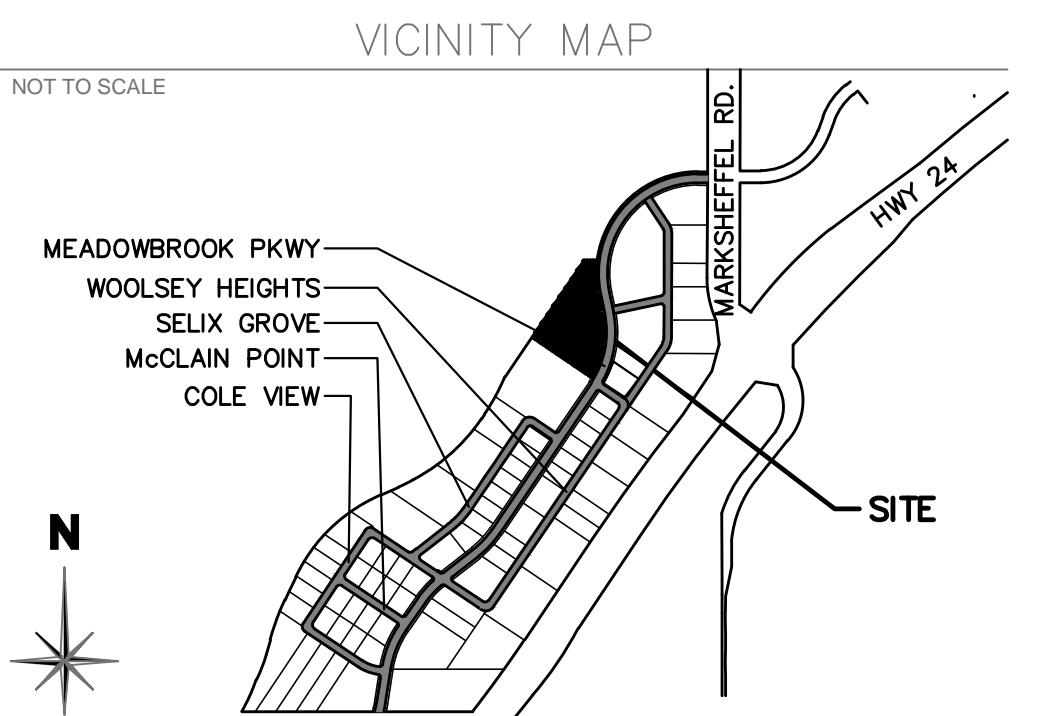 VICINITY MAP
NOT TO SCALE
MARKSHEFFEL RD.
HWY 24
MEADOWBROOK PKWY
WOOLSEY HEIGHTS
SELIX GROVE
McCLAIN POINT
COLE VIEW
SITE
N